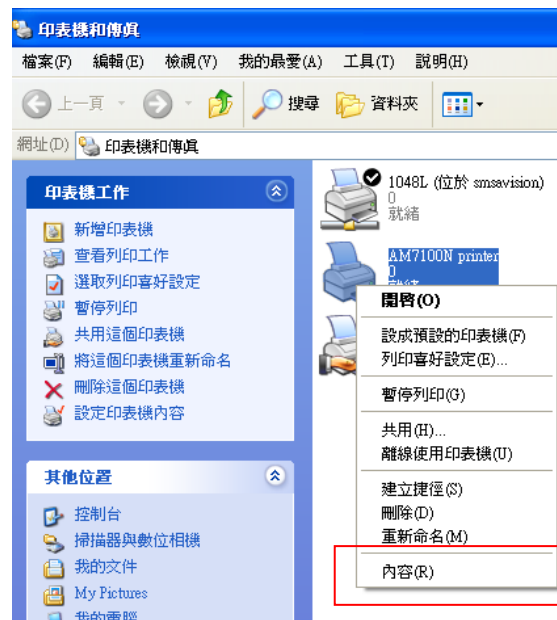 印表機和傳真
檔案(F) 編輯(E) 檢視(V) 我的最愛(A) 工具(T) 說明(H)
上一頁 搜尋 資料夾
網址(D) 印表機和傳真
印表機工作
新增印表機
查看列印工作
選取列印喜好設定
暫停列印
共用這個印表機
將這個印表機重新命名
刪除這個印表機
設定印表機內容
其他位置
控制台
掃描器與數位相機
我的文件
My Pictures
我的電腦
1048L (位於 smsavision)
0
就緒
AM7100N printer
0
就緒
開啓(O)
設成預設的印表機(F)
列印喜好設定(E)...
暫停列印(G)
共用(H)...
離線使用印表機(U)
建立捷徑(S)
刪除(D)
重新命名(M)
內容(R)